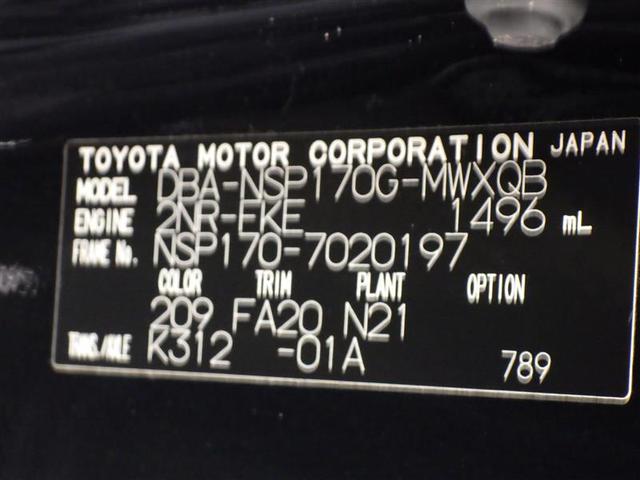 TOYOTA MOTOR CORPORATION JAPAN
MODEL DBA-NSP170G-MWXQB
ENGINE 2NR-FKE 1496 mL
FRAME No. NSP170-7020197
COLOR TRIM PLANT OPTION
209 FA20 N21
TRANS./AXLE K312 -01A
789